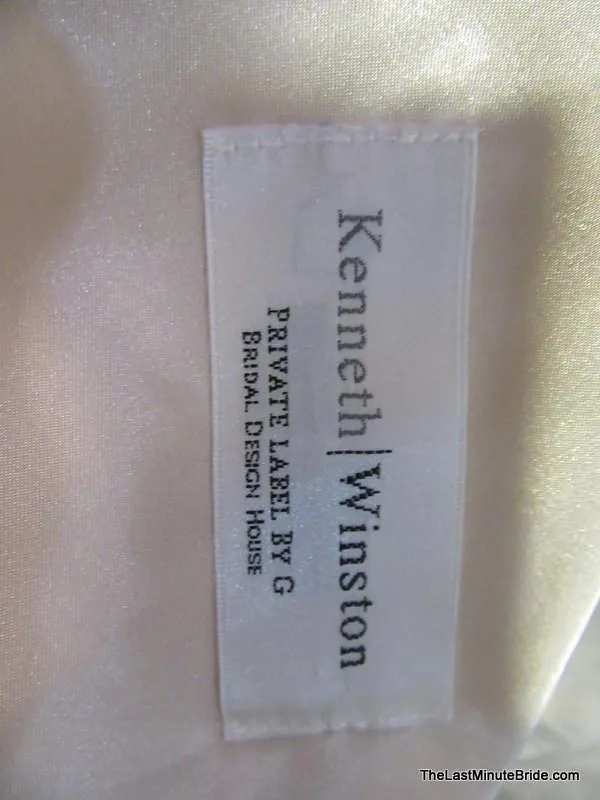 Kenneth|Winston
PRIVATE LABEL BY G
BRIDAL DESIGN HOUSE
TheLastMinuteBride.com